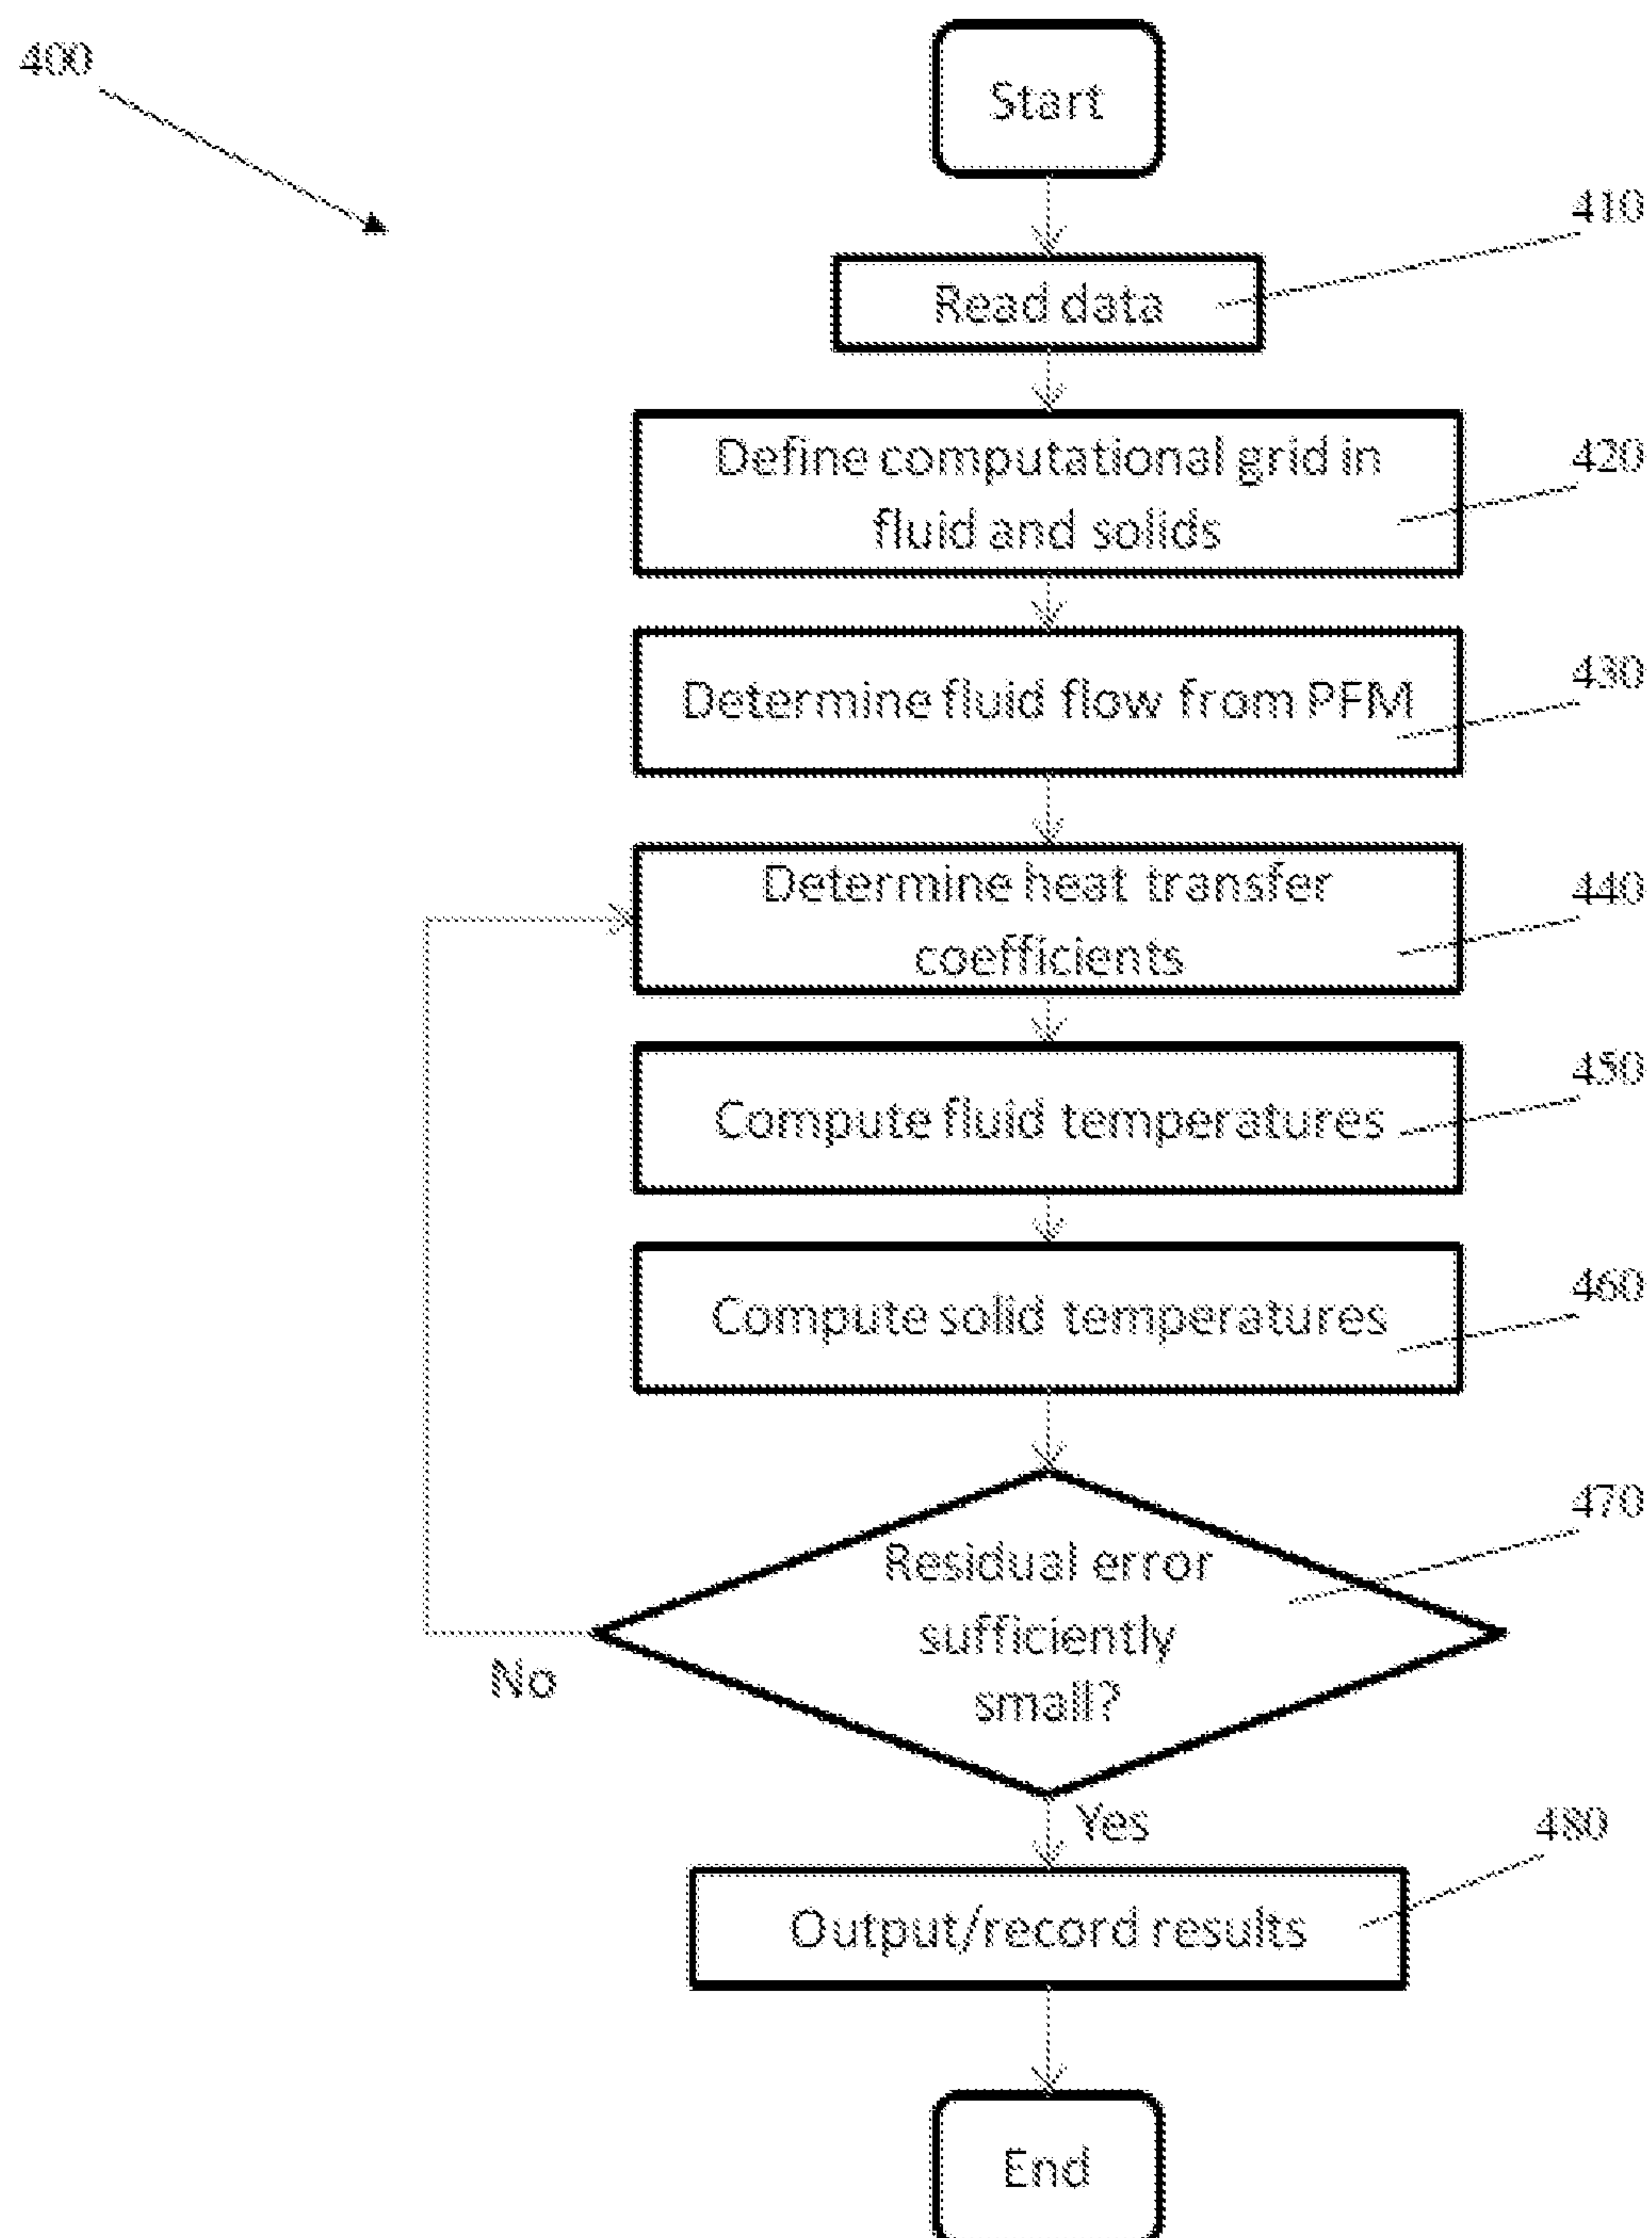 400
Start
410
Read data
420
Define computational grid in
fluid and solids
430
Determine fluid flow from PFM
440
Determine heat transfer
coefficients
450
Compute fluid temperatures
460
Compute solid temperatures
470
Residual error
sufficiently
small?
No
Yes
480
Output/record results
End